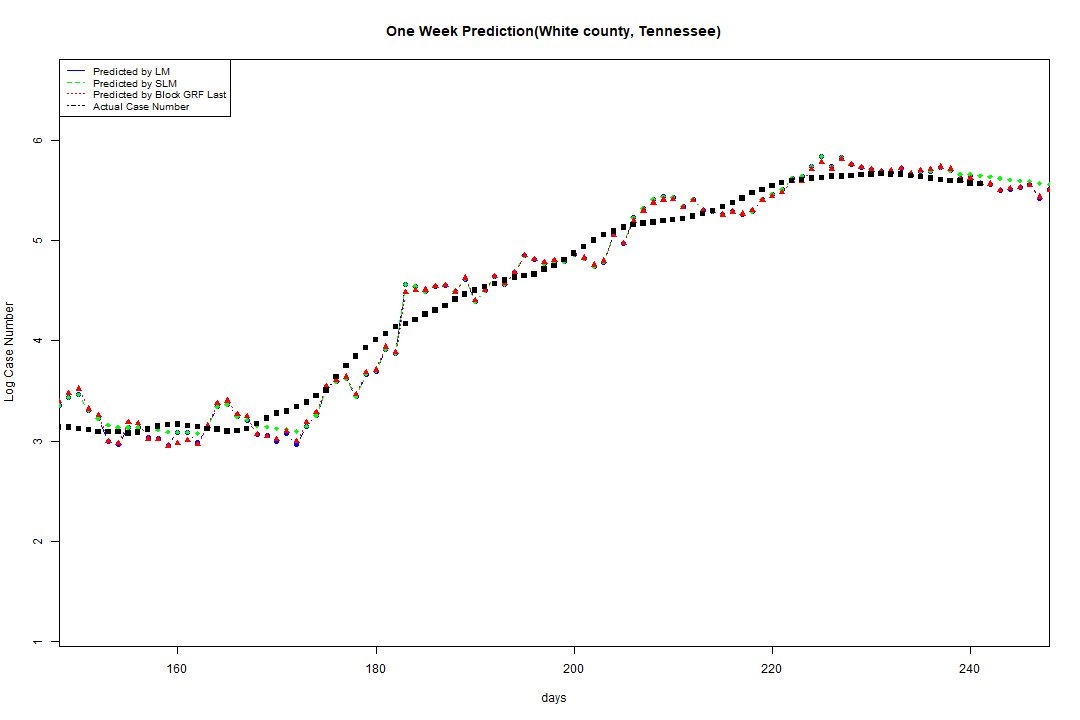 One Week Prediction(White county, Tennessee)
Predicted by LM
Predicted by SLM
Predicted by Block GRF Last
Actual Case Number
6
5
4
3
2
1
Log Case Number
160 180 200 220 240
days